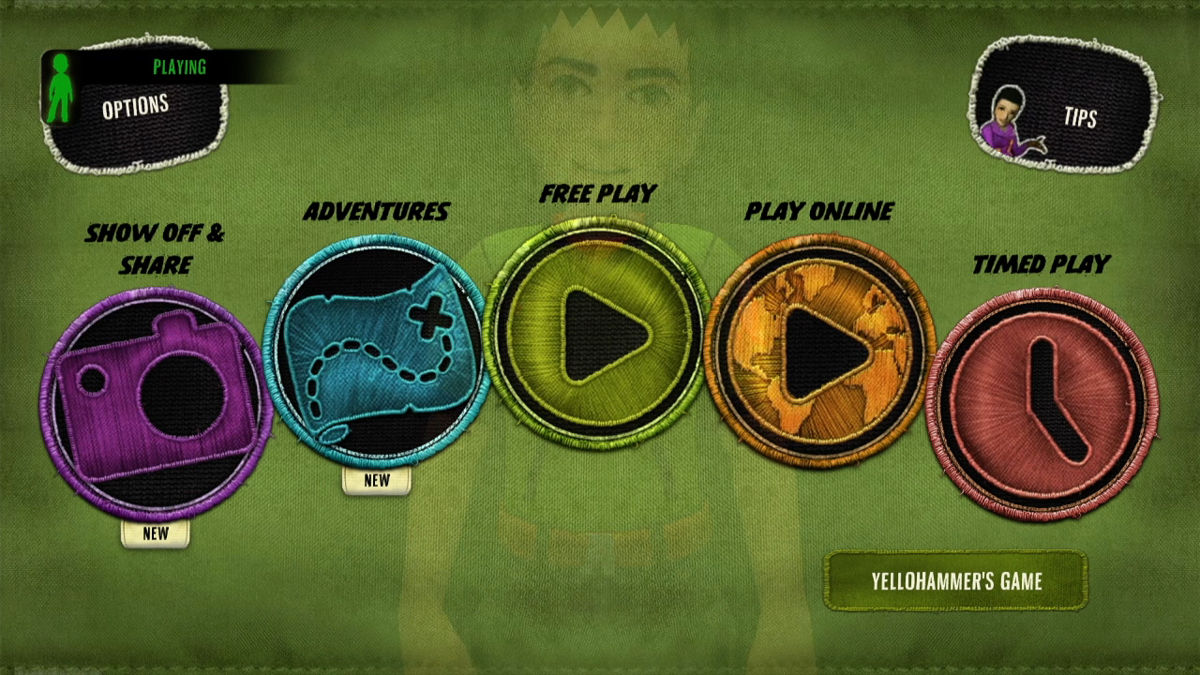 PLAYING
OPTIONS
TIPS
SHOW OFF &
SHARE
ADVENTURES
FREE PLAY
PLAY ONLINE
TIMED PLAY
NEW
NEW
YELLOHAMMER'S GAME